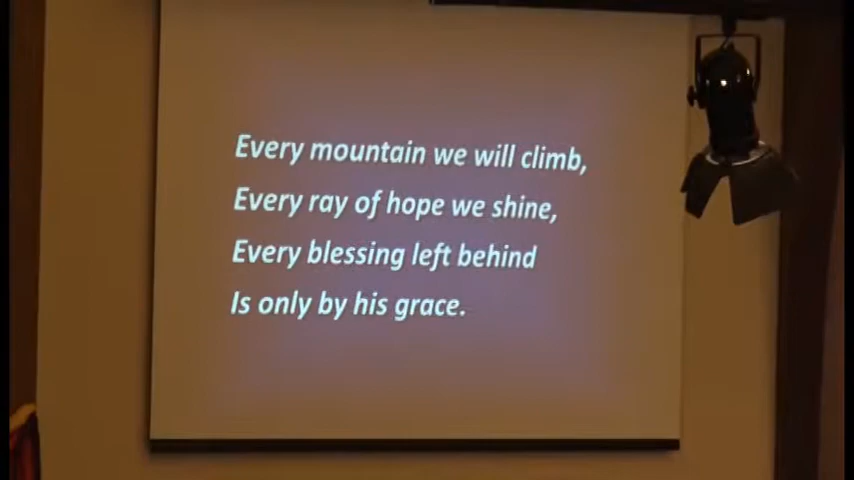 Every mountain we will climb,
Every ray of hope we shine,
Every blessing left behind
Is only by his grace.